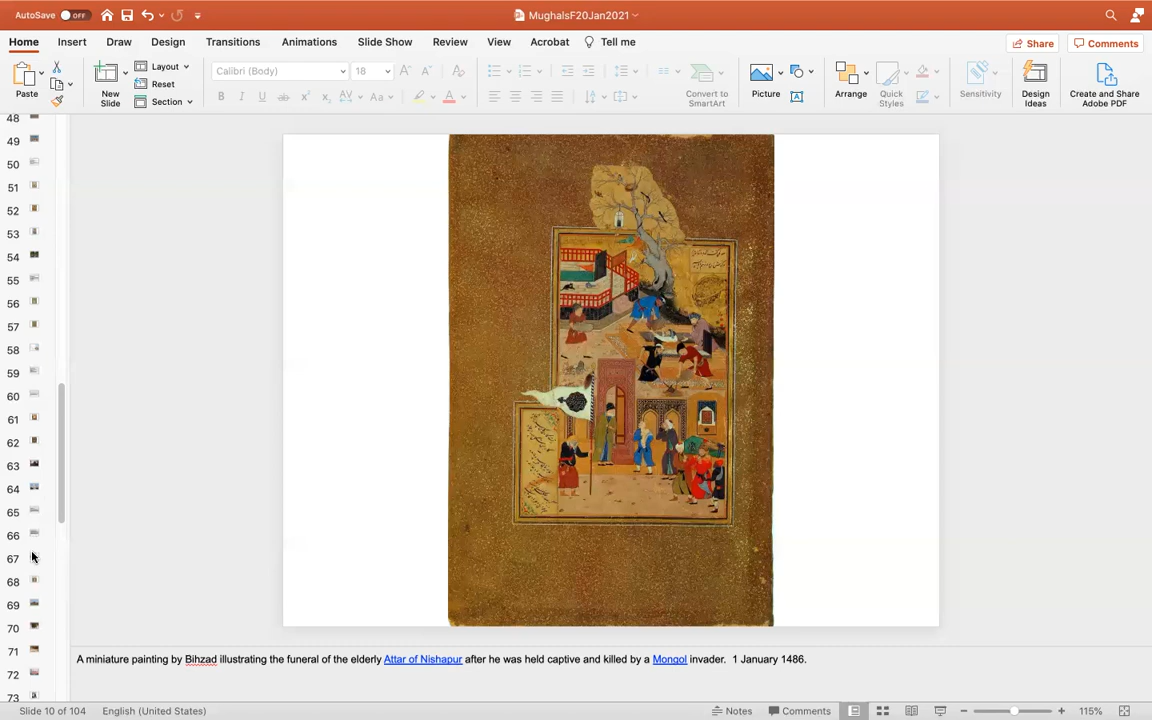 AutoSave OFF
MughalsF20Jan2021
Home Insert Draw Design Transitions Animations Slide Show Review View Acrobat Tell me
Share Comments
Paste
New Slide
Layout
Reset
Section
Calibri (Body) 18
B I U ab x² x₂ AV Aa A
Convert to SmartArt
Picture
Arrange
Quick Styles
Sensitivity
Design Ideas
Create and Share Adobe PDF
48
49
50
51
52
53
54
55
56
57
58
59
60
61
62
63
64
65
66
67
68
69
70
71
72
73
A miniature painting by Bihzad illustrating the funeral of the elderly Attar of Nishapur after he was held captive and killed by a Mongol invader. 1 January 1486.
Slide 10 of 104 English (United States) Notes Comments 115%